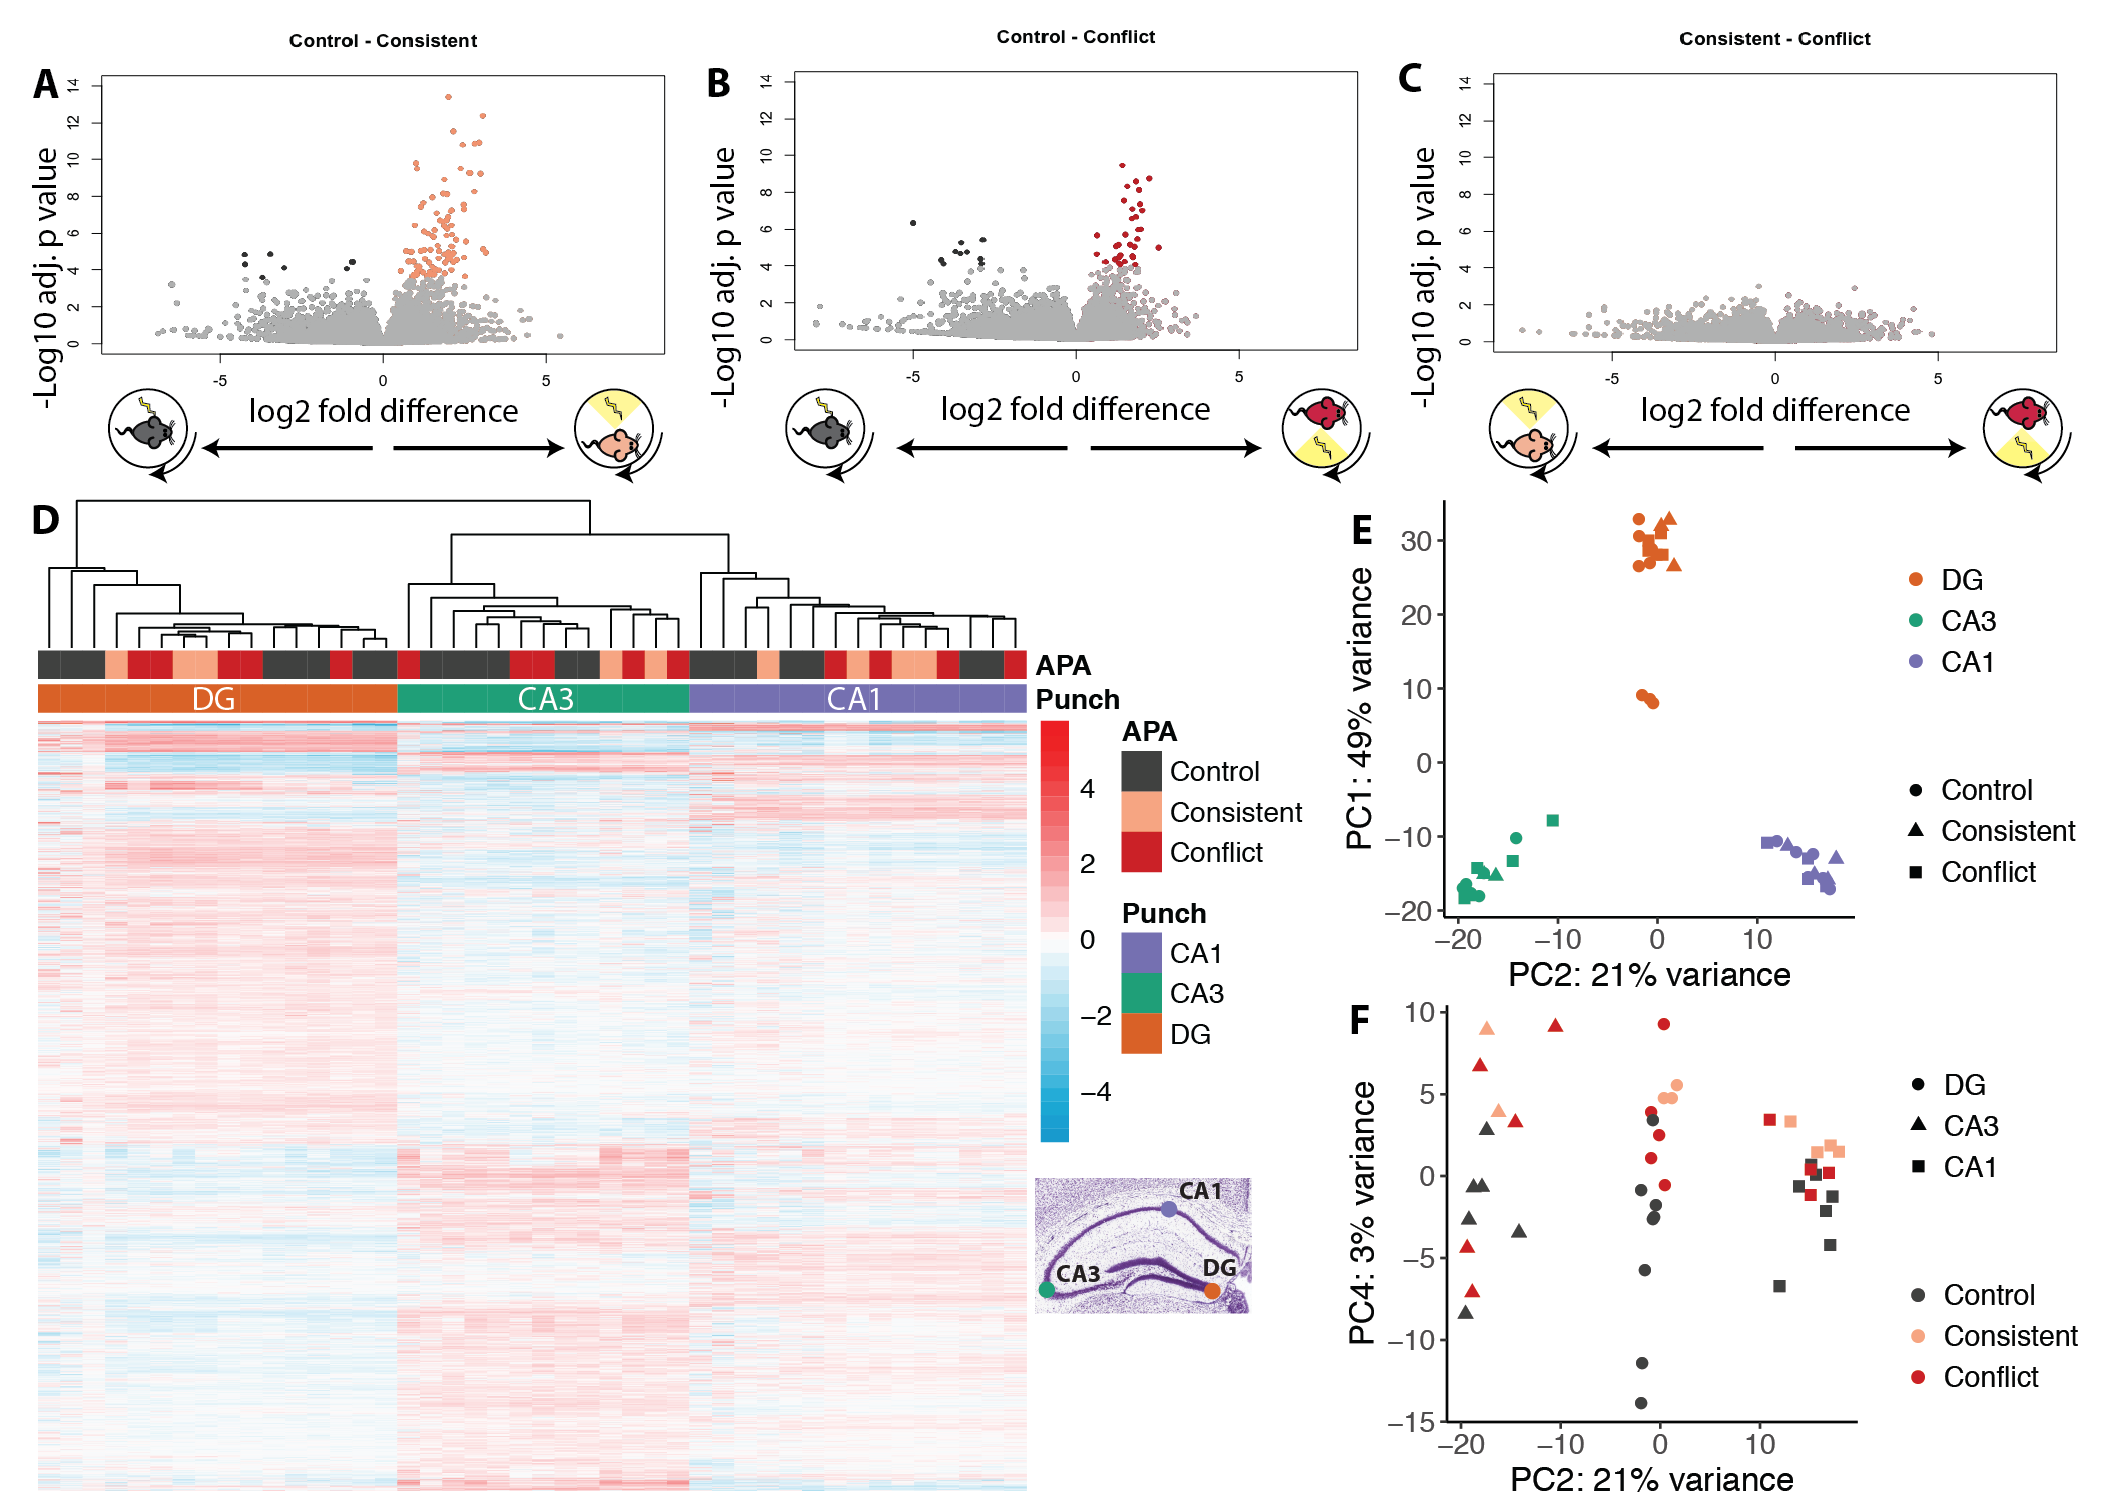 Control - Consistent
Control - Conflict
Consistent - Conflict
A
-Log10 adj. p value
14
12
10
8
6
4
2
0
-5
0
5
log2 fold difference
B
-Log10 adj. p value
14
12
10
8
6
4
2
0
-5
0
5
log2 fold difference
C
-Log10 adj. p value
14
12
10
8
6
4
2
0
-5
0
5
log2 fold difference
D
APA
DG
CA3
CA1
Punch
4
2
0
−2
−4
APA
Control
Consistent
Conflict
Punch
CA1
CA3
DG
CA1
CA3
DG
E
PC1: 49% variance
30
20
10
0
−10
−20
−20
−10
0
10
PC2: 21% variance
DG
CA3
CA1
Control
Consistent
Conflict
F
PC4: 3% variance
10
5
0
−5
−10
−15
−20
−10
0
10
PC2: 21% variance
DG
CA3
CA1
Control
Consistent
Conflict